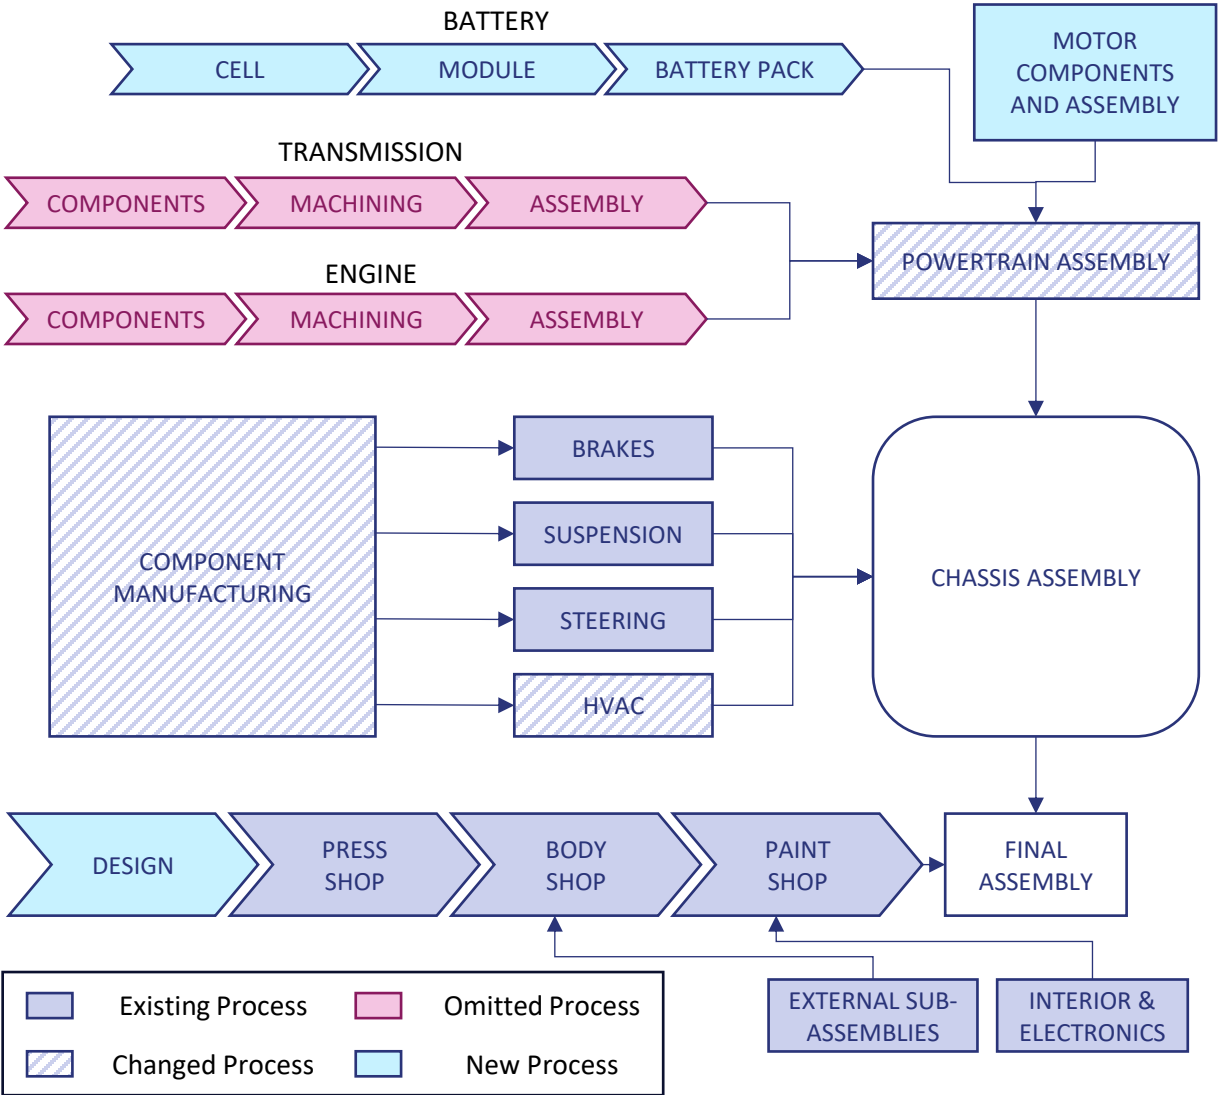 BATTERY
CELL
MODULE
BATTERY PACK
MOTOR
COMPONENTS
AND ASSEMBLY
TRANSMISSION
COMPONENTS
MACHINING
ASSEMBLY
POWERTRAIN ASSEMBLY
ENGINE
COMPONENTS
MACHINING
ASSEMBLY
COMPONENT
MANUFACTURING
BRAKES
SUSPENSION
STEERING
HVAC
CHASSIS ASSEMBLY
DESIGN
PRESS
SHOP
BODY
SHOP
PAINT
SHOP
FINAL
ASSEMBLY
EXTERNAL SUB-
ASSEMBLIES
INTERIOR &
ELECTRONICS
Existing Process
Omitted Process
Changed Process
New Process